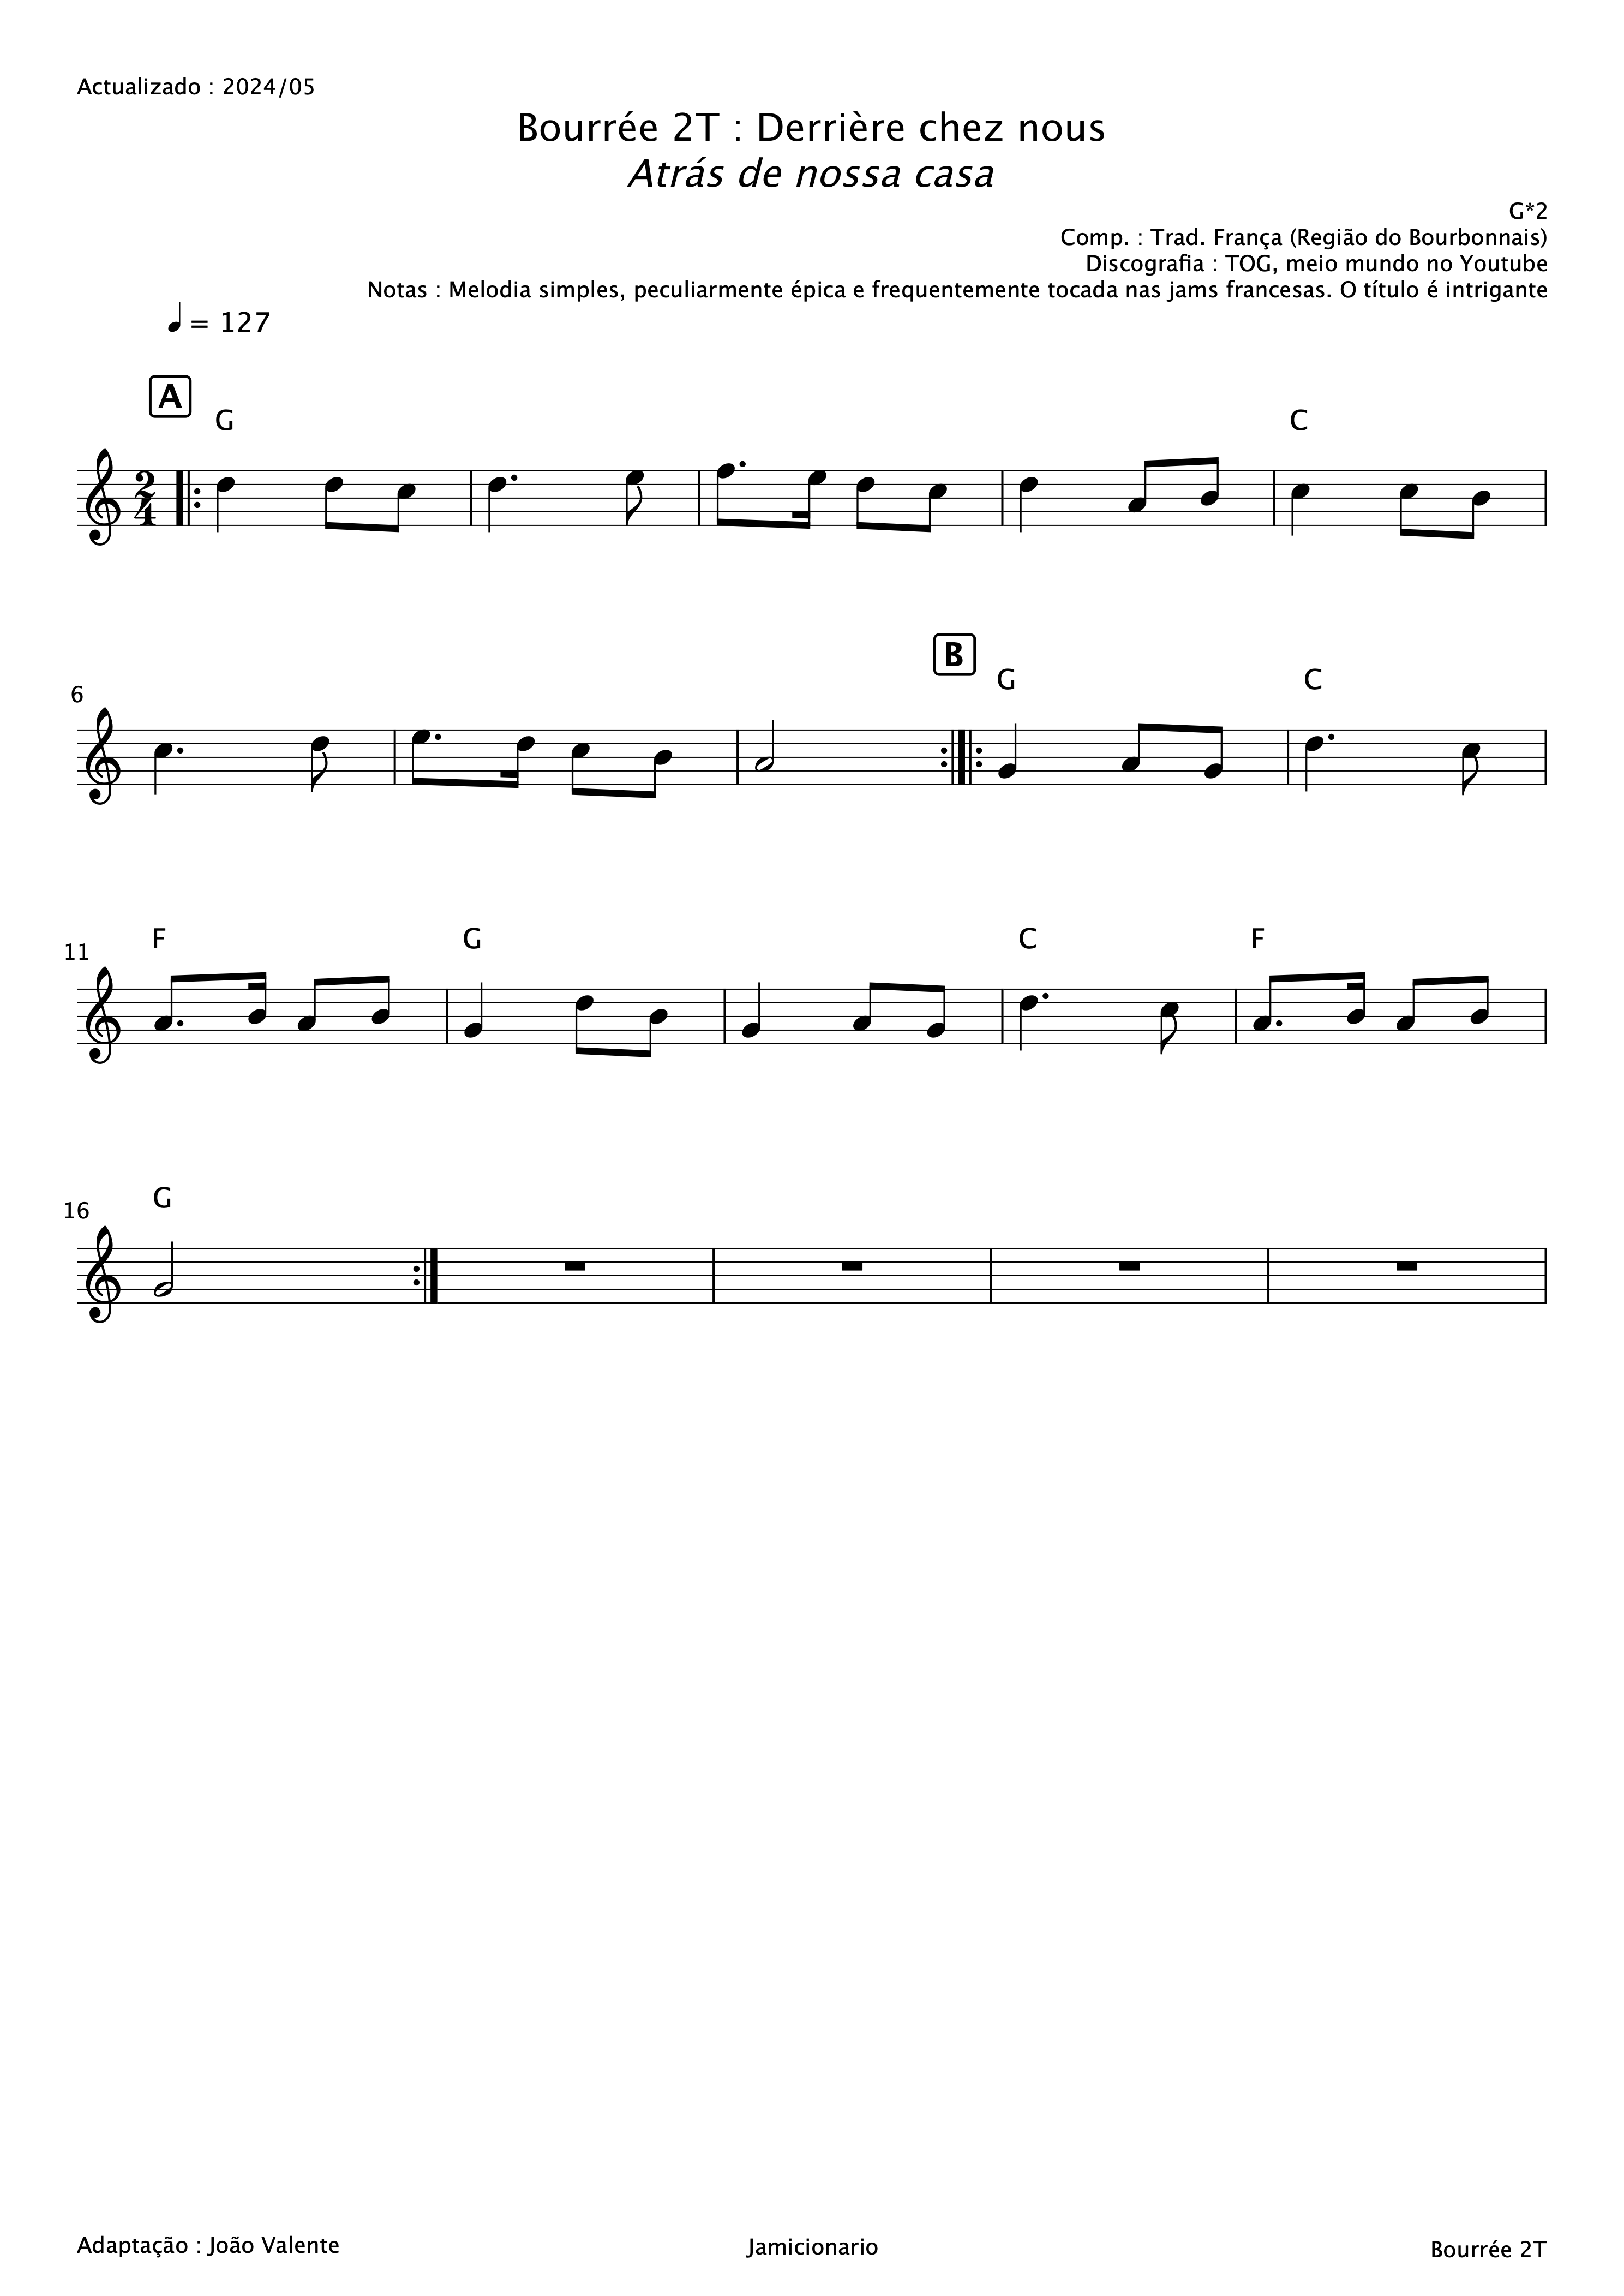 Actualizado : 2024/05
Bourrée 2T : Derrière chez nous
Atrás de nossa casa
G*2
Comp. : Trad. França (Região do Bourbonnais)
Discografia : TOG, meio mundo no Youtube
Notas : Melodia simples, peculiarmente épica e frequentemente tocada nas jams francesas. O título é intrigante
= 127
A
G C
2
4
B
6 G C
11 F G C F
16 G
Adaptação : João Valente Jamicionario Bourrée 2T